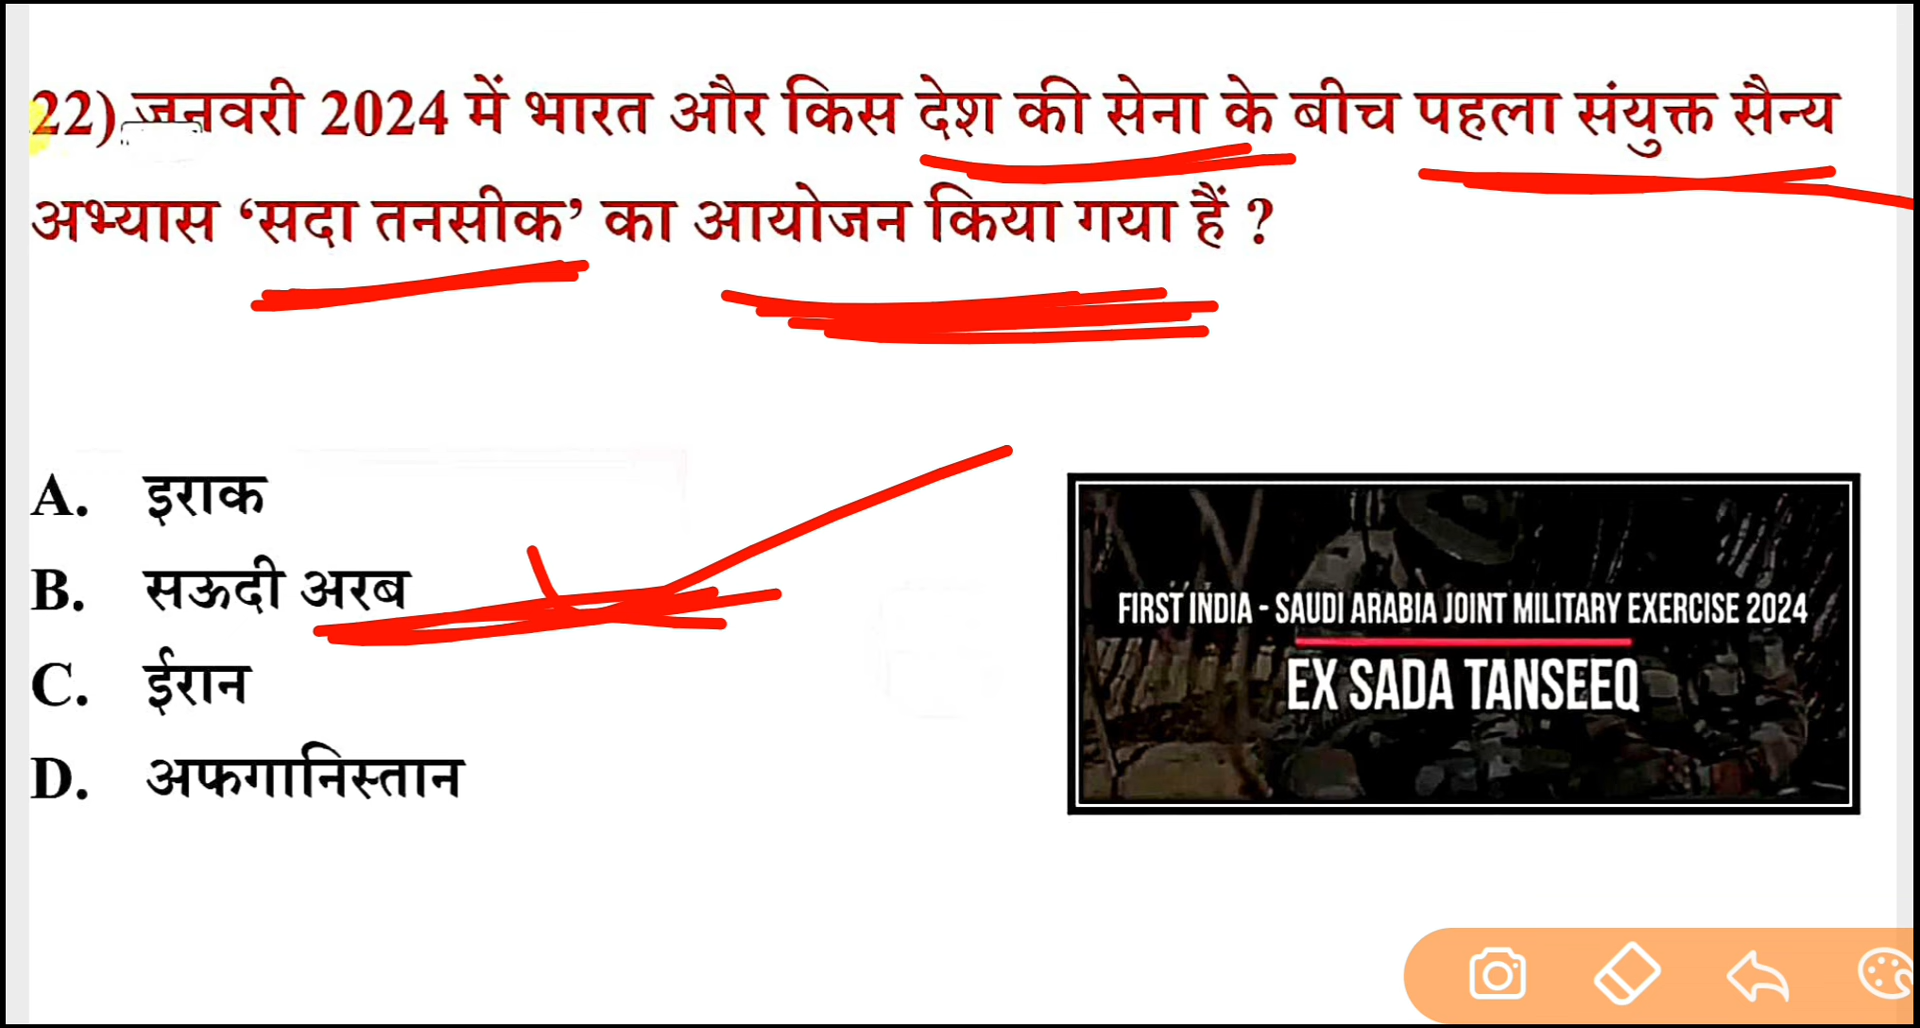 22) जनवरी 2024 में भारत और किस देश की सेना के बीच पहला संयुक्त सैन्य
अभ्यास ‘सदा तनसीक’ का आयोजन किया गया हैं ?
A. इराक
B. सऊदी अरब
C. ईरान
D. अफगानिस्तान
FIRST INDIA - SAUDI ARABIA JOINT MILITARY EXERCISE 2024
EX SADA TANSEEQ